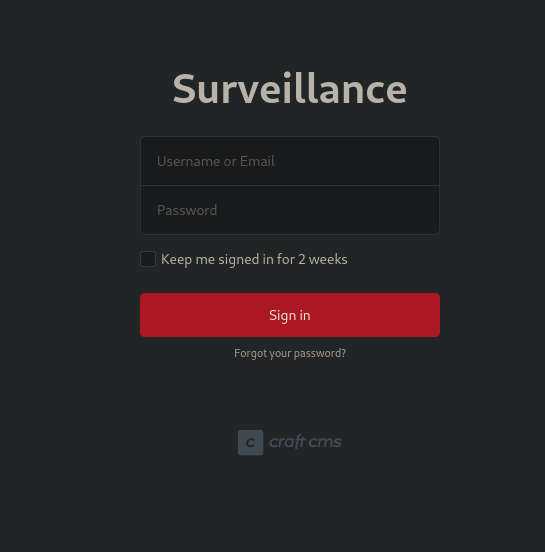 Surveillance
Username or Email
Password
Keep me signed in for 2 weeks
Sign in
Forgot your password?
c craft cms